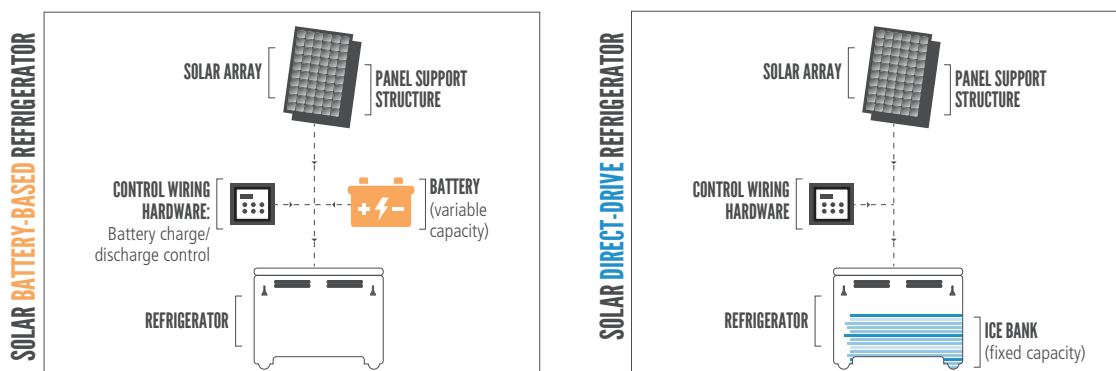 SOLAR BATTERY-BASED REFRIGERATOR
SOLAR ARRAY
PANEL SUPPORT
STRUCTURE
CONTROL WIRING
HARDWARE:
Battery charge/
discharge control
BATTERY
(variable
capacity)
REFRIGERATOR
SOLAR DIRECT-DRIVE REFRIGERATOR
SOLAR ARRAY
PANEL SUPPORT
STRUCTURE
CONTROL WIRING
HARDWARE
REFRIGERATOR
ICE BANK
(fixed capacity)